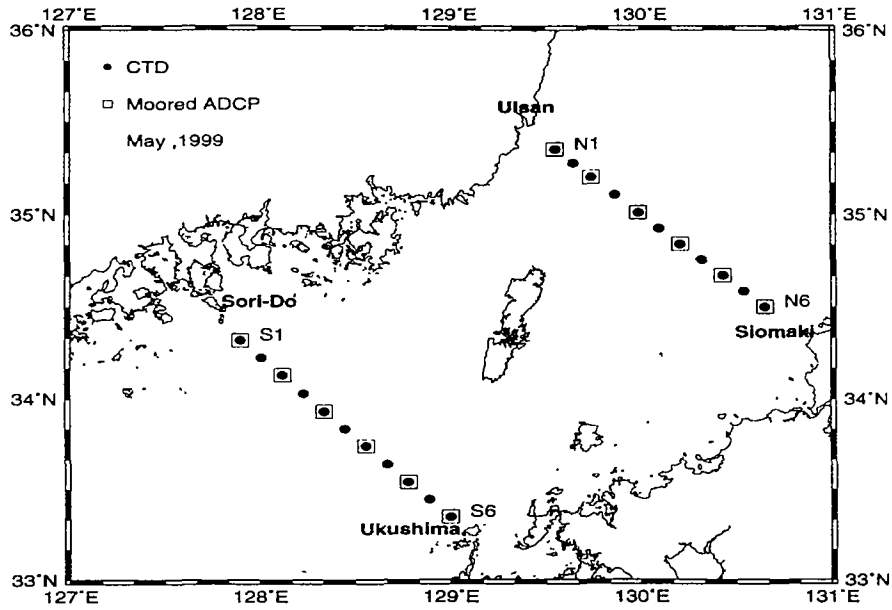 127°E 128°E 129°E 130°E 131°E
36°N 36°N
CTD
Moored ADCP
May ,1999
Ulsan
N1
35°N 35°N
Sori-Do
S1
N6
Siomaki
34°N 34°N
S6
Ukushima
33°N 33°N
127°E 128°E 129°E 130°E 131°E